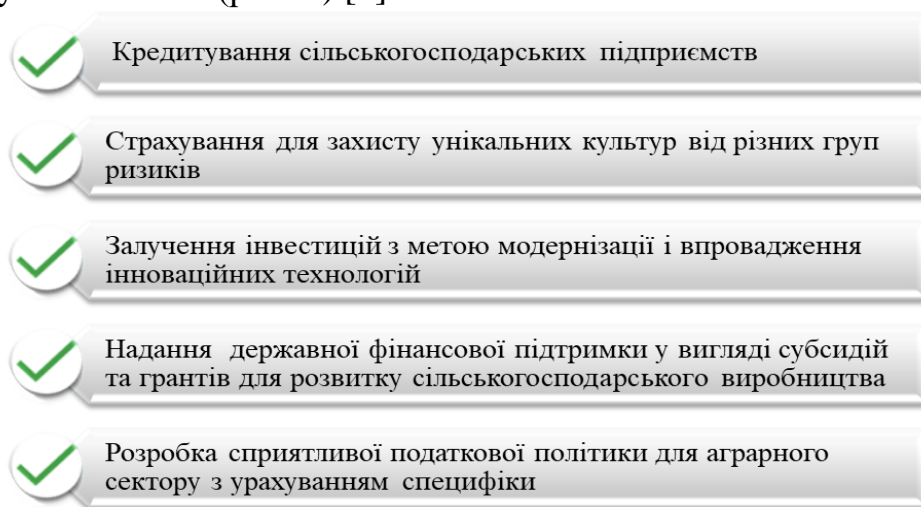 Кредитування сільськогосподарських підприємств
Страхування для захисту унікальних культур від різних груп
ризиків
Залучення інвестицій з метою модернізації і впровадження
інноваційних технологій
Надання державної фінансової підтримки у вигляді субсидій
та грантів для розвитку сільськогосподарського виробництва
Розробка сприятливої податкової політики для аграрного
сектору з урахуванням специфіки